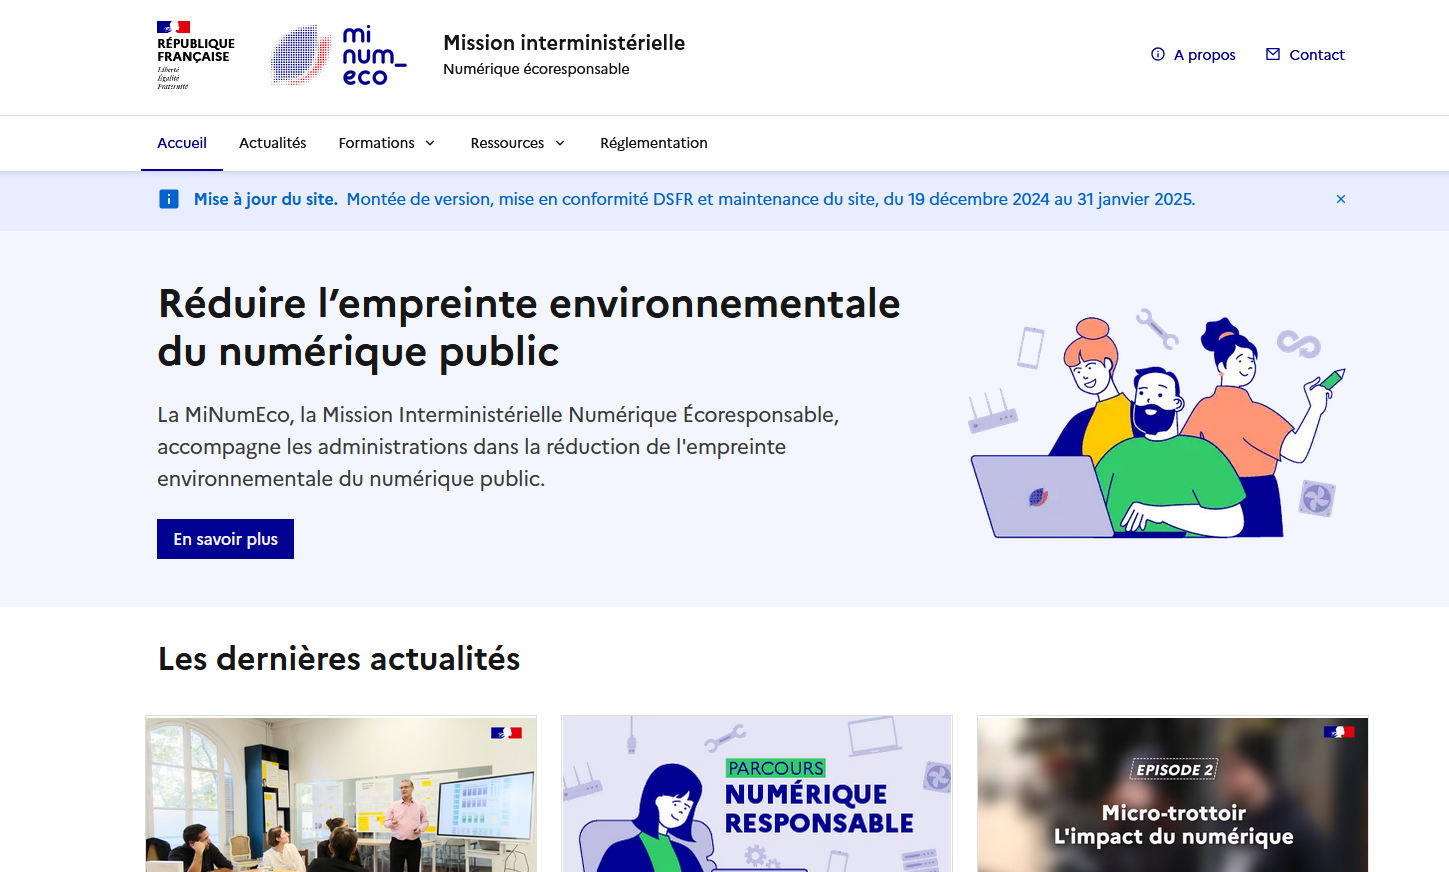 RÉPUBLIQUE
FRANÇAISE
Liberté
Égalité
Fraternité
mi
num_
eco
Mission interministérielle
Numérique écoresponsable
A propos
Contact
Accueil
Actualités
Formations
Ressources
Réglementation
Mise à jour du site. Montée de version, mise en conformité DSFR et maintenance du site, du 19 décembre 2024 au 31 janvier 2025.
Réduire l’empreinte environnementale
du numérique public
La MiNumEco, la Mission Interministérielle Numérique Écoresponsable,
accompagne les administrations dans la réduction de l'empreinte
environnementale du numérique public.
En savoir plus
Les dernières actualités
PARCOURS
NUMÉRIQUE
RESPONSABLE
EPISODE 2
Micro-trottoir
L'impact du numérique